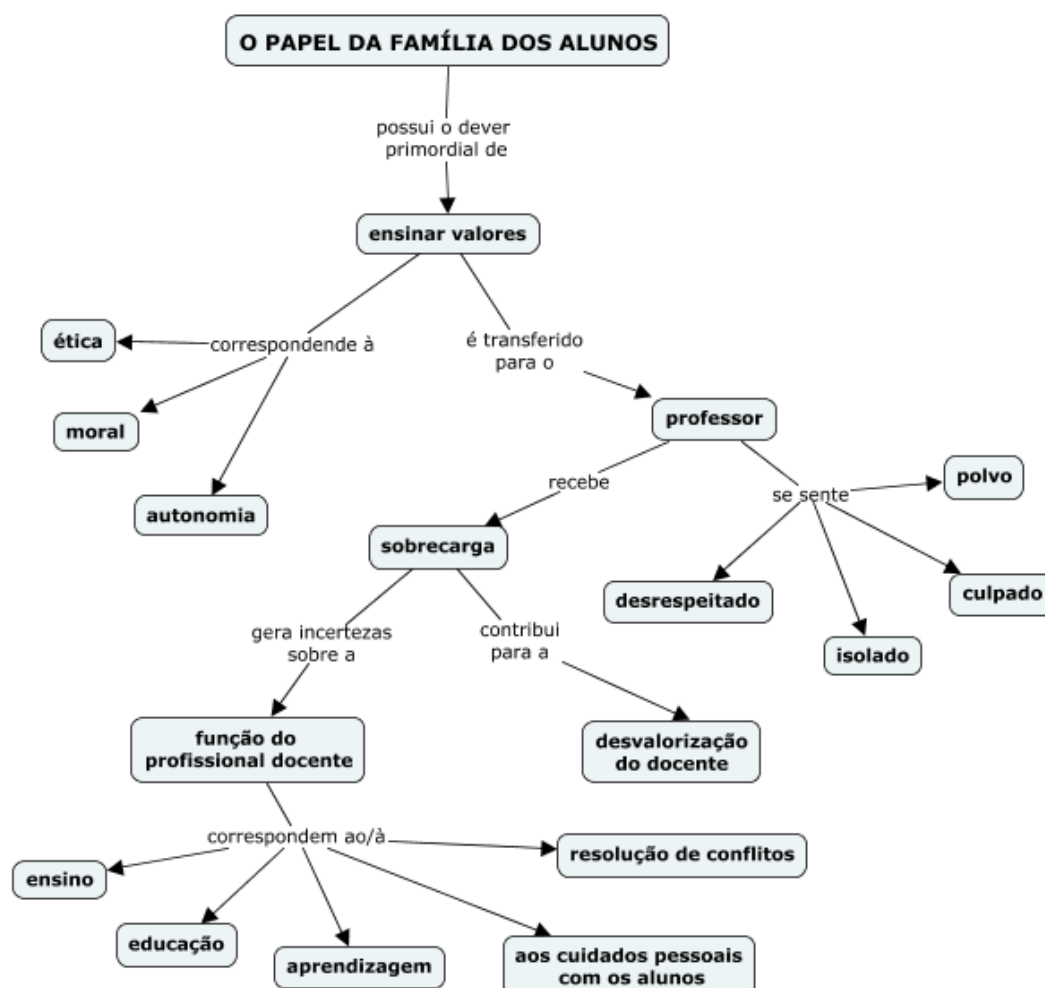 O PAPEL DA FAMÍLIA DOS ALUNOS
possui o dever
primordial de
ensinar valores
correspondende à
ética
moral
autonomia
é transferido
para o
professor
recebe
sobrecarga
se sente
polvo
culpado
isolado
desrespeitado
gera incertezas
sobre a
contribui
para a
função do
profissional docente
desvalorização
do docente
correspondem ao/à
ensino
educação
aprendizagem
aos cuidados pessoais
com os alunos
resolução de conflitos